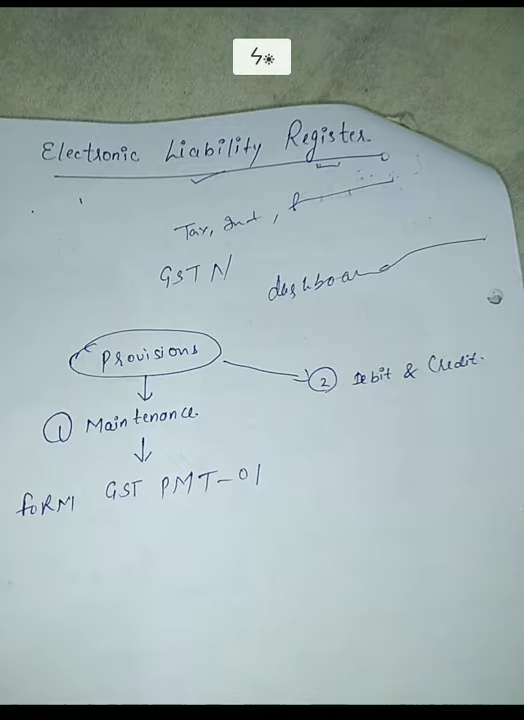 Electronic Liability Register
Tax, Int,
GSTN
dashboard
Provisions
② Debit & Credit.
① Maintenance.
FORM GST PMT-01